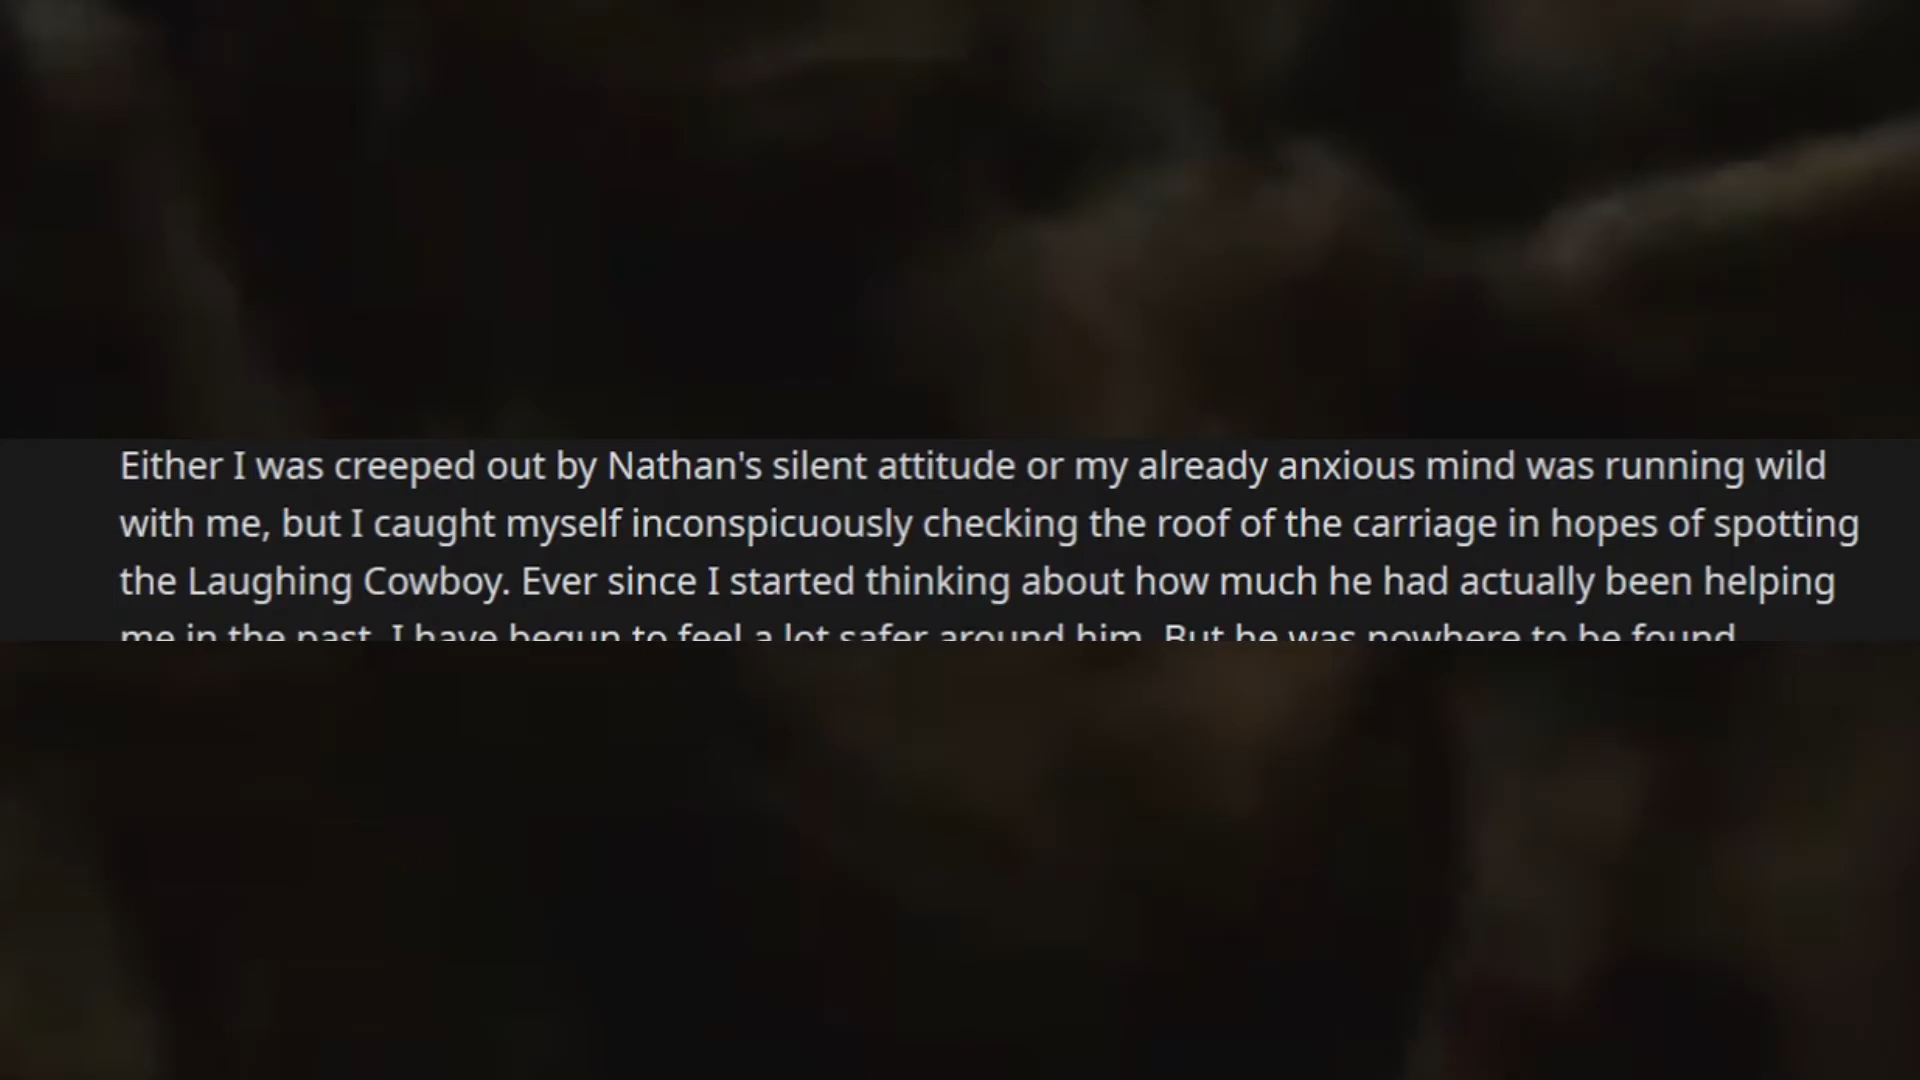 Either I was creeped out by Nathan's silent attitude or my already anxious mind was running wild
with me, but I caught myself inconspicuously checking the roof of the carriage in hopes of spotting
the Laughing Cowboy. Ever since I started thinking about how much he had actually been helping
me in the past, I have begun to feel a lot safer around him. But he was nowhere to be found